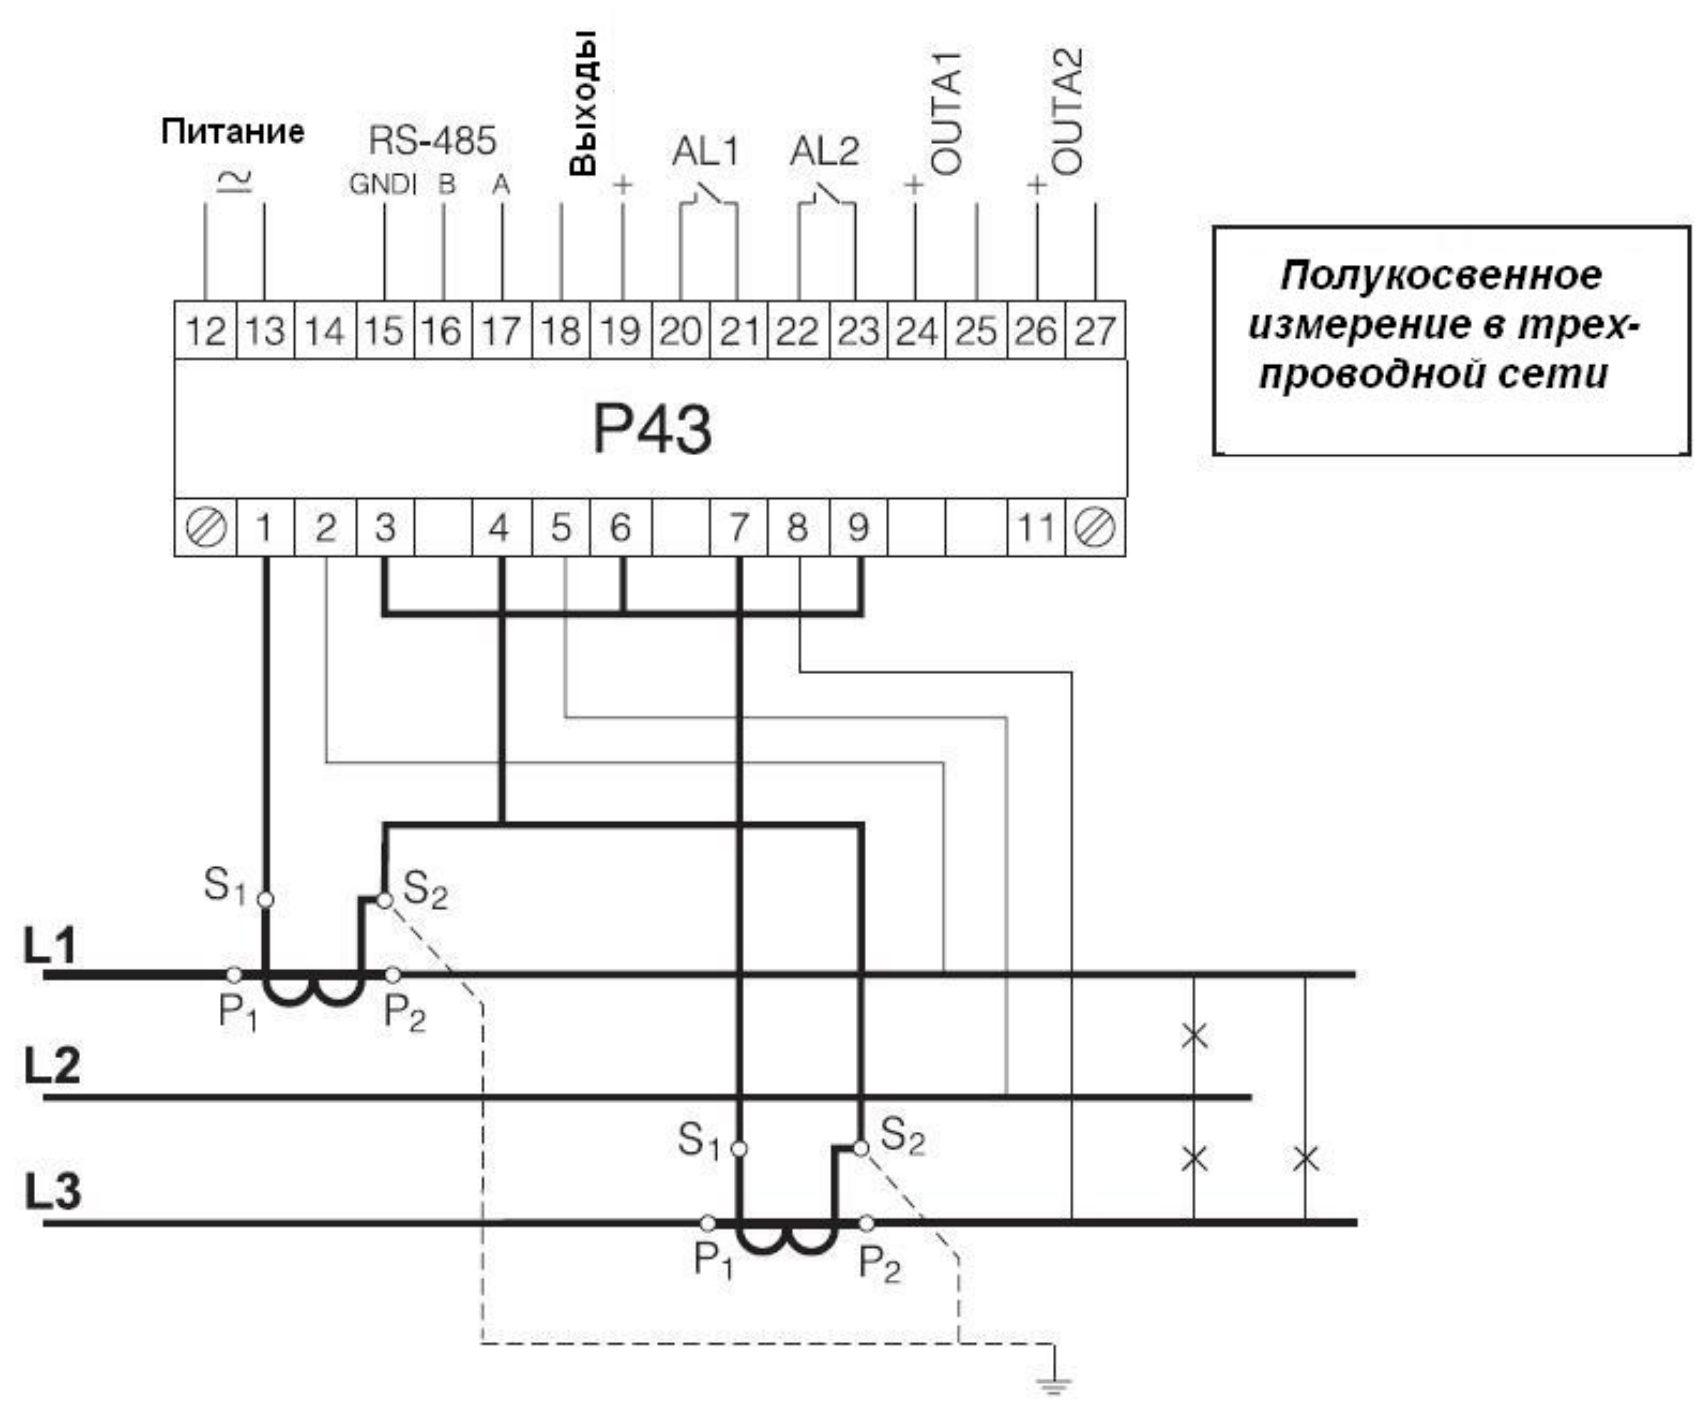 Выходы
OUTA1
OUTA2
Питание
RS-485
AL1
AL2
GNDI B A
+
+
+
12 13 14 15 16 17 18 19 20 21 22 23 24 25 26 27
Полукосвенное
измерение в трех-
проводной сети
P43
1 2 3 4 5 6 7 8 9 11
S1
S2
L1
P1
P2
L2
S1
S2
L3
P1
P2